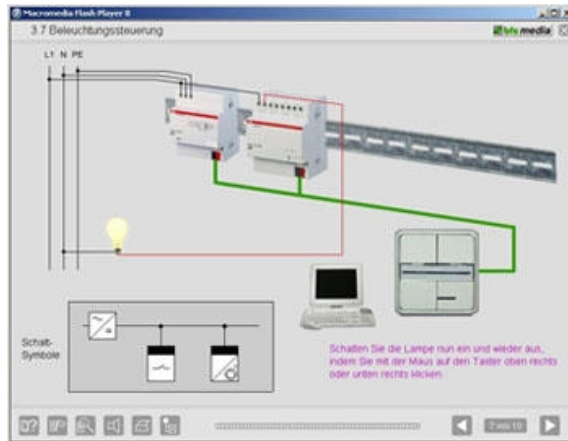 Macromedia Flash Player 8
3.7 Beleuchtungssteuerung
bfe media
L1 N PE
Schalt-
Symbole
Schalten Sie die Lampe nun ein und wieder aus,
indem Sie mit der Maus auf den Taster oben rechts
oder unten rechts klicken.
7 von 10